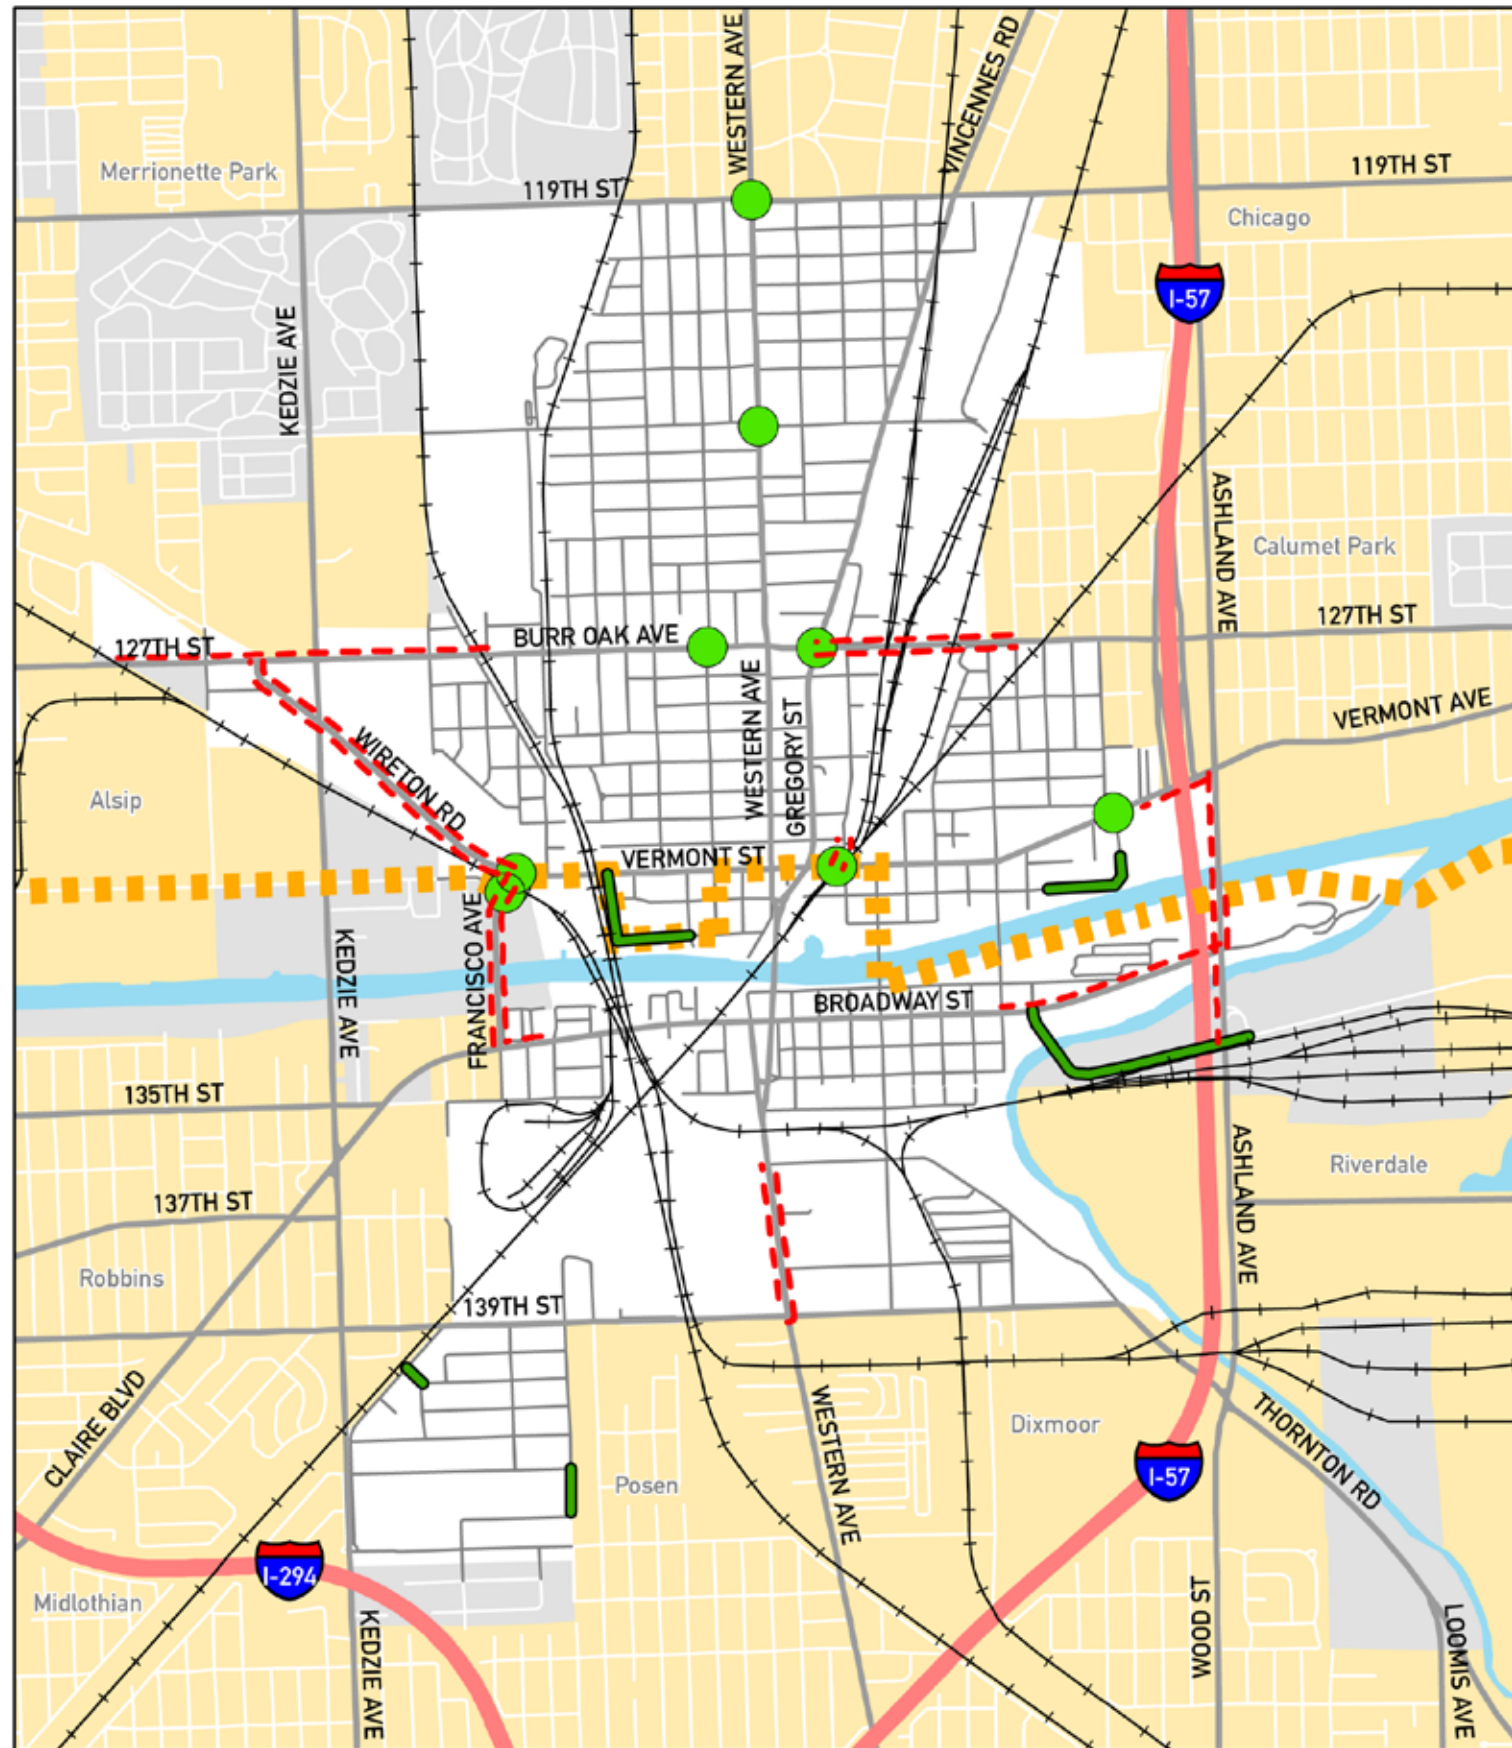 WESTERN AVE
VINCENNES RD
119TH ST
Merrionette Park
119TH ST
Chicago
I-57
KEDZIE AVE
ASHLAND AVE
Calumet Park
127TH ST
BURR OAK AVE
127TH ST
WESTERN AVE
GREGORY ST
VERMONT AVE
WIRETON RD
Alsip
VERMONT ST
FRANCISCO AVE
KEDZIE AVE
BROADWAY ST
135TH ST
ASHLAND AVE
Riverdale
137TH ST
Robbins
139TH ST
CLAIRE BLVD
WESTERN AVE
Dixmoor
THORNTON RD
I-57
Posen
I-294
Midlothian
KEDZIE AVE
WOOD ST
LOOMIS AVE